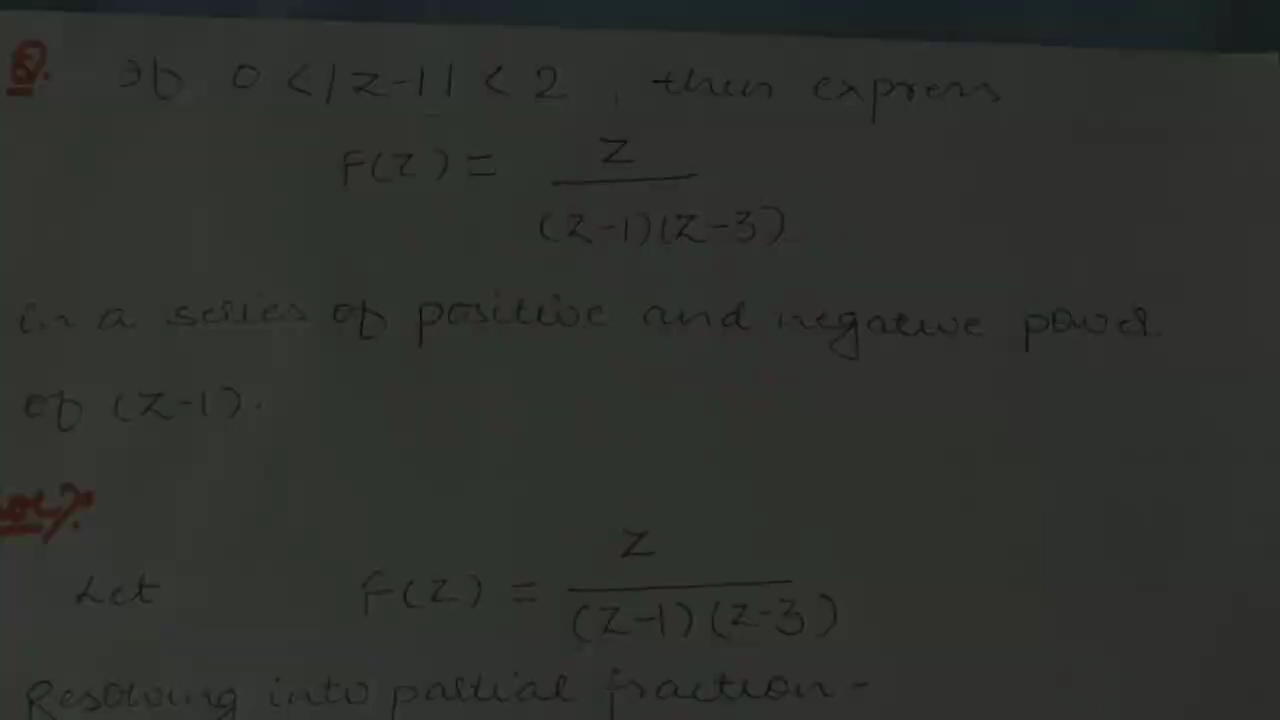 Q. If 0 < |z-1| < 2, then express
F(z) = z / (z-1)(z-3)
in a series of positive and negative power
of (z-1).
Sol):
Let F(z) = z / (z-1)(z-3)
Resolving into partial fraction -